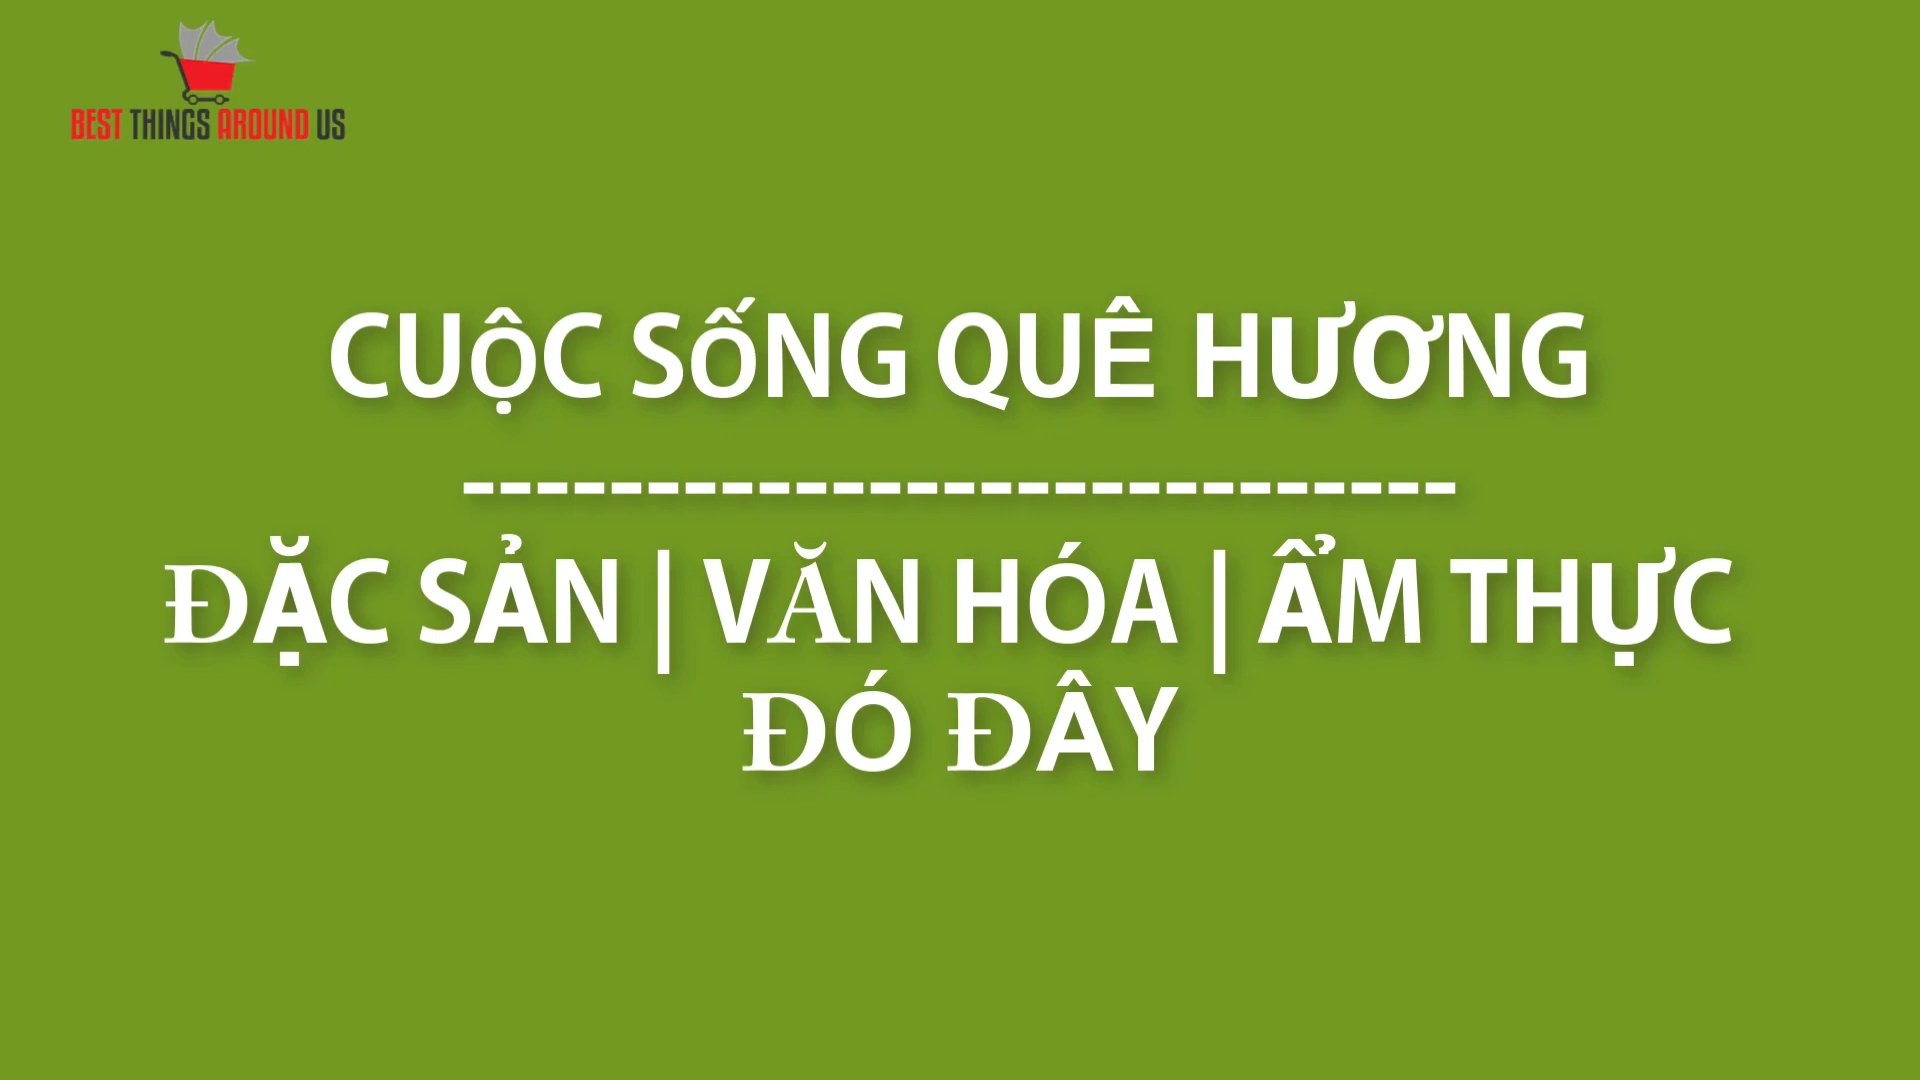 BEST THINGS AROUND US
CUỘC SỐNG QUÊ HƯƠNG
---------------------------
ĐẶC SẢN | VĂN HÓA | ẨM THỰC
ĐÓ ĐÂY